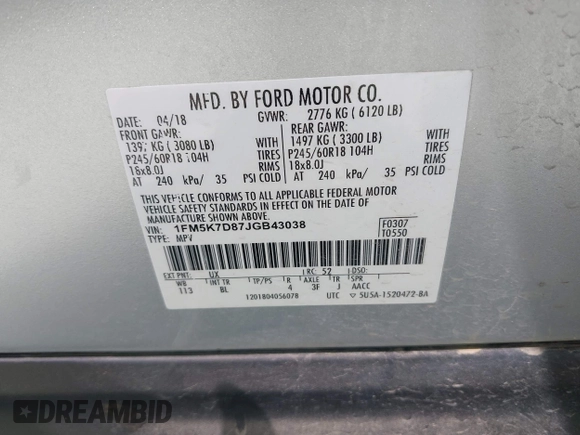 MFD. BY FORD MOTOR CO.
DATE: 04/18 GVWR: 2776 KG ( 6120 LB)
FRONT GAWR: REAR GAWR:
KG ( 3080 LB) WITH 1497 KG ( 3300 LB) WITH
P245/60R18 104H TIRES P245/60R18 104H TIRES
18x8.0J RIMS 18x8.0J RIMS
AT 240 kPa/ 35 PSI COLD AT 240 kPa/ 35 PSI COLD
THIS VEHICLE CONFORMS TO ALL APPLICABLE FEDERAL MOTOR
VEHICLE SAFETY STANDARDS IN EFFECT ON THE DATE OF
MANUFACTURE SHOWN ABOVE.
VIN: 1FM5K7D87JGB43038 F0307
TYPE: MPV T0550
EXT PNT: UX RC: 52 DSO:
WB INT TR TP/PS R AXLE TR SPR
113 BL 4 3F J AACC
1201804056078 UTC ▽ 5U5A-1520472-BA
DREAMBID